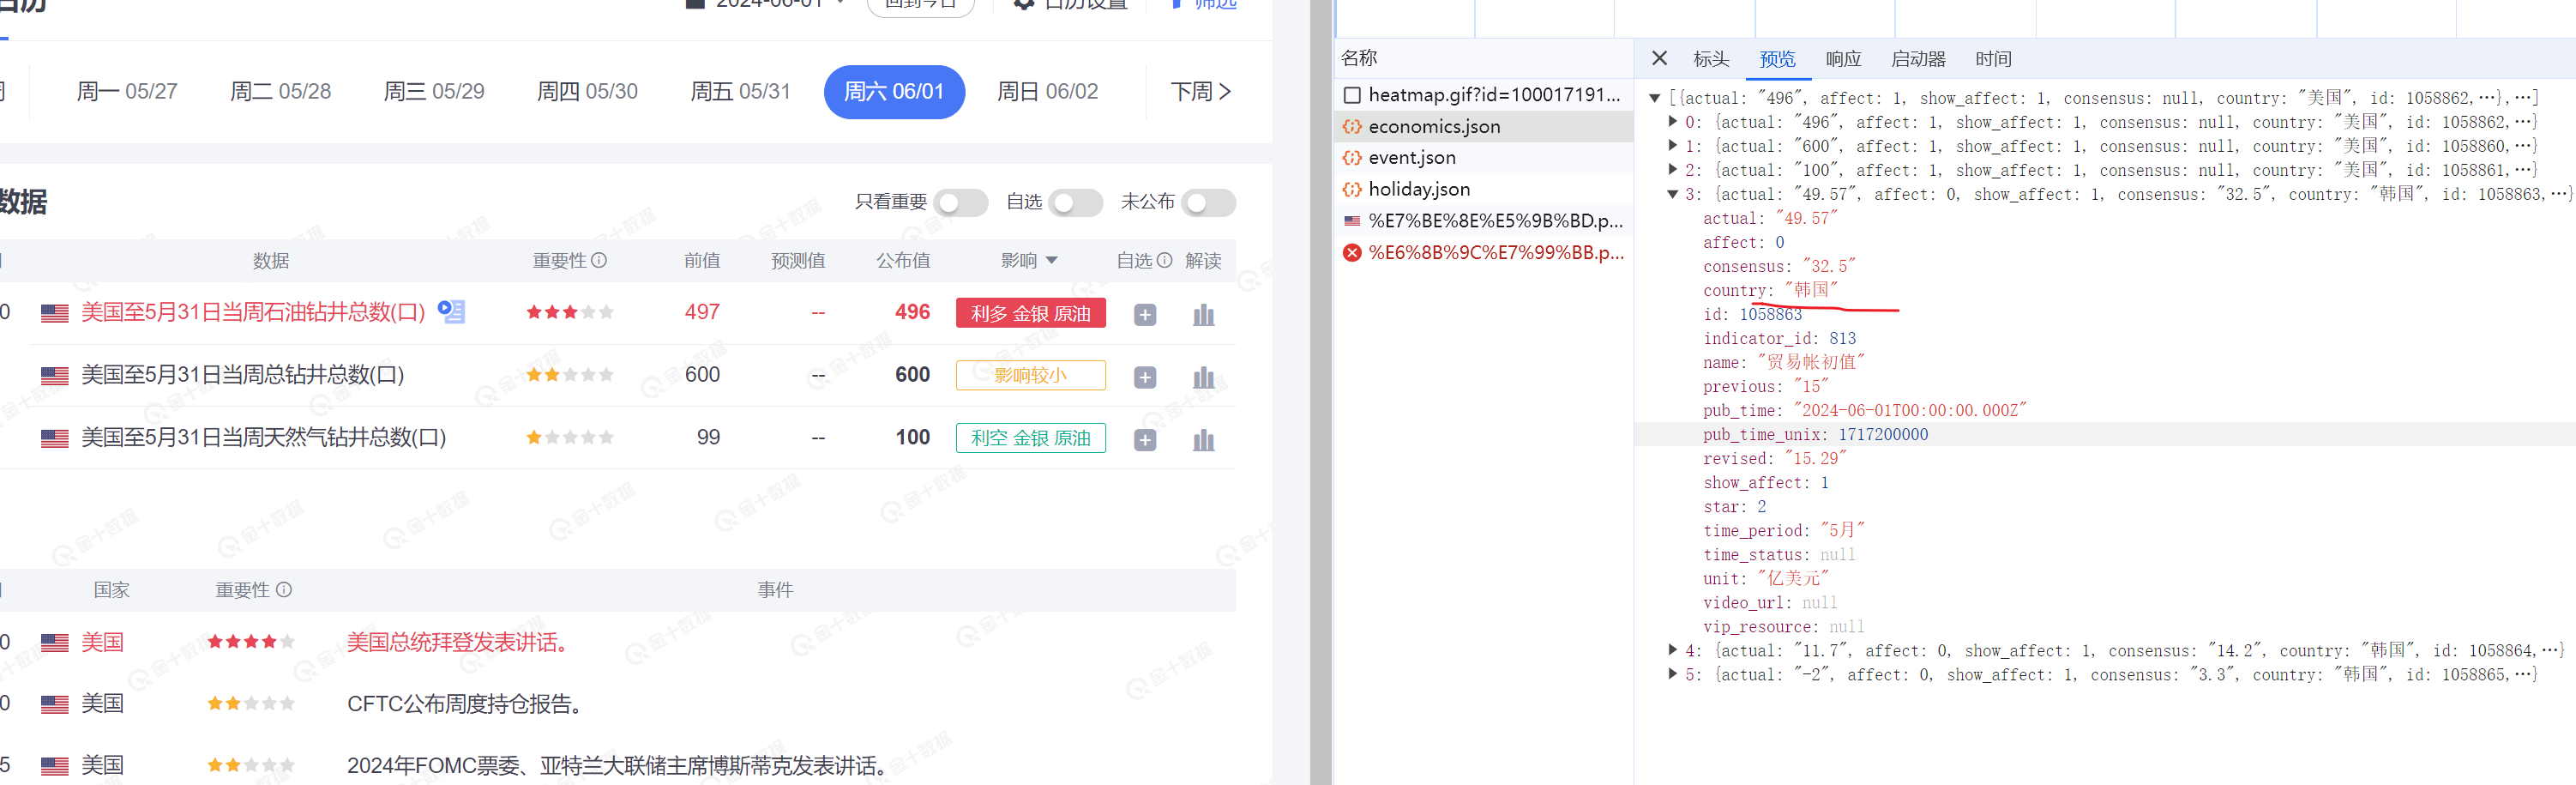 日历
2024-06-01
回到今日
日历设置
筛选
周一 05/27
周二 05/28
周三 05/29
周四 05/30
周五 05/31
周六 06/01
周日 06/02
下周
数据
只看重要
自选
未公布
数据 重要性 前值 预测值 公布值 影响 自选 解读
0 美国至5月31日当周石油钻井总数(口) 497 -- 496 利多 金银 原油
美国至5月31日当周总钻井总数(口) 600 -- 600 影响较小
美国至5月31日当周天然气钻井总数(口) 99 -- 100 利空 金银 原油
国家 重要性 事件
0 美国 美国总统拜登发表讲话。
0 美国 CFTC公布周度持仓报告。
5 美国 2024年FOMC票委、亚特兰大联储主席博斯蒂克发表讲话。
金十数据
名称
heatmap.gif?id=100017191...
economics.json
event.json
holiday.json
%E7%BE%8E%E5%9B%BD.p...
%E6%8B%9C%E7%99%BB.p...
标头 预览 响应 启动器 时间
[{actual: "496", affect: 1, show_affect: 1, consensus: null, country: "美国", id: 1058862,…},…]
0: {actual: "496", affect: 1, show_affect: 1, consensus: null, country: "美国", id: 1058862,…}
1: {actual: "600", affect: 1, show_affect: 1, consensus: null, country: "美国", id: 1058860,…}
2: {actual: "100", affect: 1, show_affect: 1, consensus: null, country: "美国", id: 1058861,…}
3: {actual: "49.57", affect: 0, show_affect: 1, consensus: "32.5", country: "韩国", id: 1058863,…}
actual: "49.57"
affect: 0
consensus: "32.5"
country: "韩国"
id: 1058863
indicator_id: 813
name: "贸易帐初值"
previous: "15"
pub_time: "2024-06-01T00:00:00.000Z"
pub_time_unix: 1717200000
revised: "15.29"
show_affect: 1
star: 2
time_period: "5月"
time_status: null
unit: "亿美元"
video_url: null
vip_resource: null
4: {actual: "11.7", affect: 0, show_affect: 1, consensus: "14.2", country: "韩国", id: 1058864,…}
5: {actual: "-2", affect: 0, show_affect: 1, consensus: "3.3", country: "韩国", id: 1058865,…}